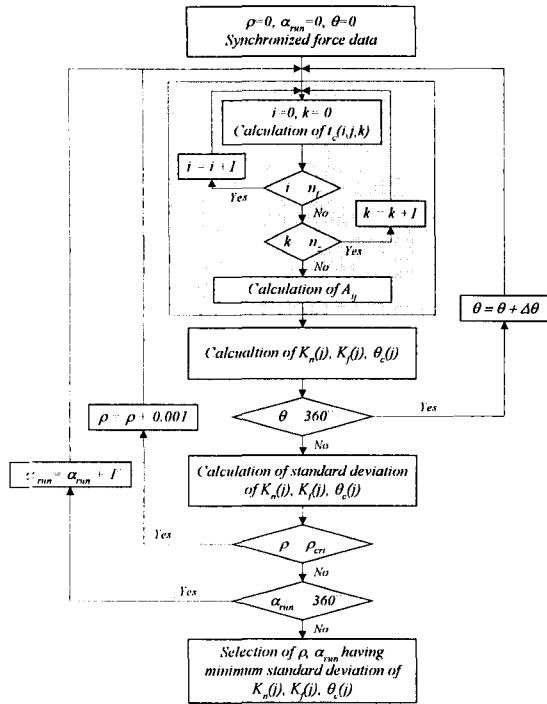 ρ=0, α_run=0, θ=0
Synchronized force data
i=0, k=0
Calculation of t_c(i,j,k)
i = i + 1
i n_f
Yes
No
k = k + 1
k n_z
Yes
No
Calculation of A_ij
θ = θ + Δθ
Calcualtion of K_n(j), K_f(j), θ_c(j)
θ 360°
Yes
No
ρ = ρ + 0.001
Calculation of standard deviation
of K_n(j), K_f(j), θ_c(j)
α_run = α_run + 1°
ρ ρ_cri
Yes
No
α_run 360°
Yes
No
Selection of ρ, α_run having
minimum standard deviation of
K_n(j), K_f(j), θ_c(j)